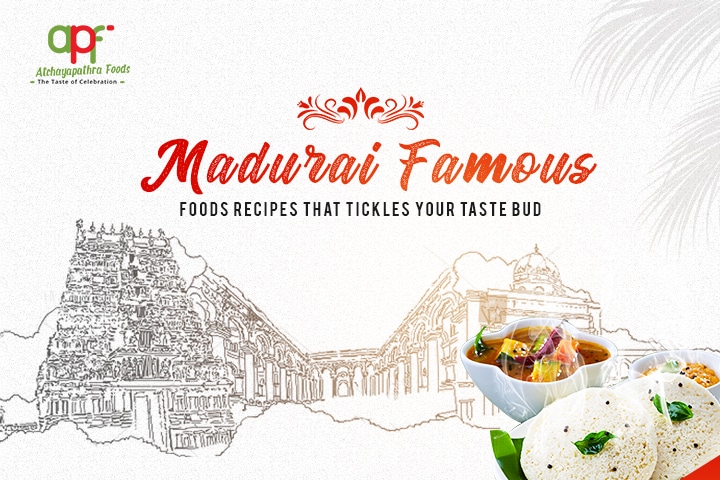 apf
Atchayapathra Foods
The Taste of Celebration
Madurai Famous
FOODS RECIPES THAT TICKLES YOUR TASTE BUD